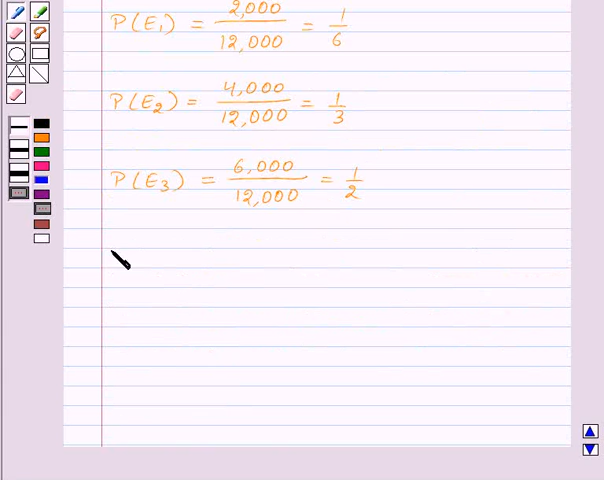 P(E₁) = 2,000/12,000 = 1/6
P(E₂) = 4,000/12,000 = 1/3
P(E₃) = 6,000/12,000 = 1/2